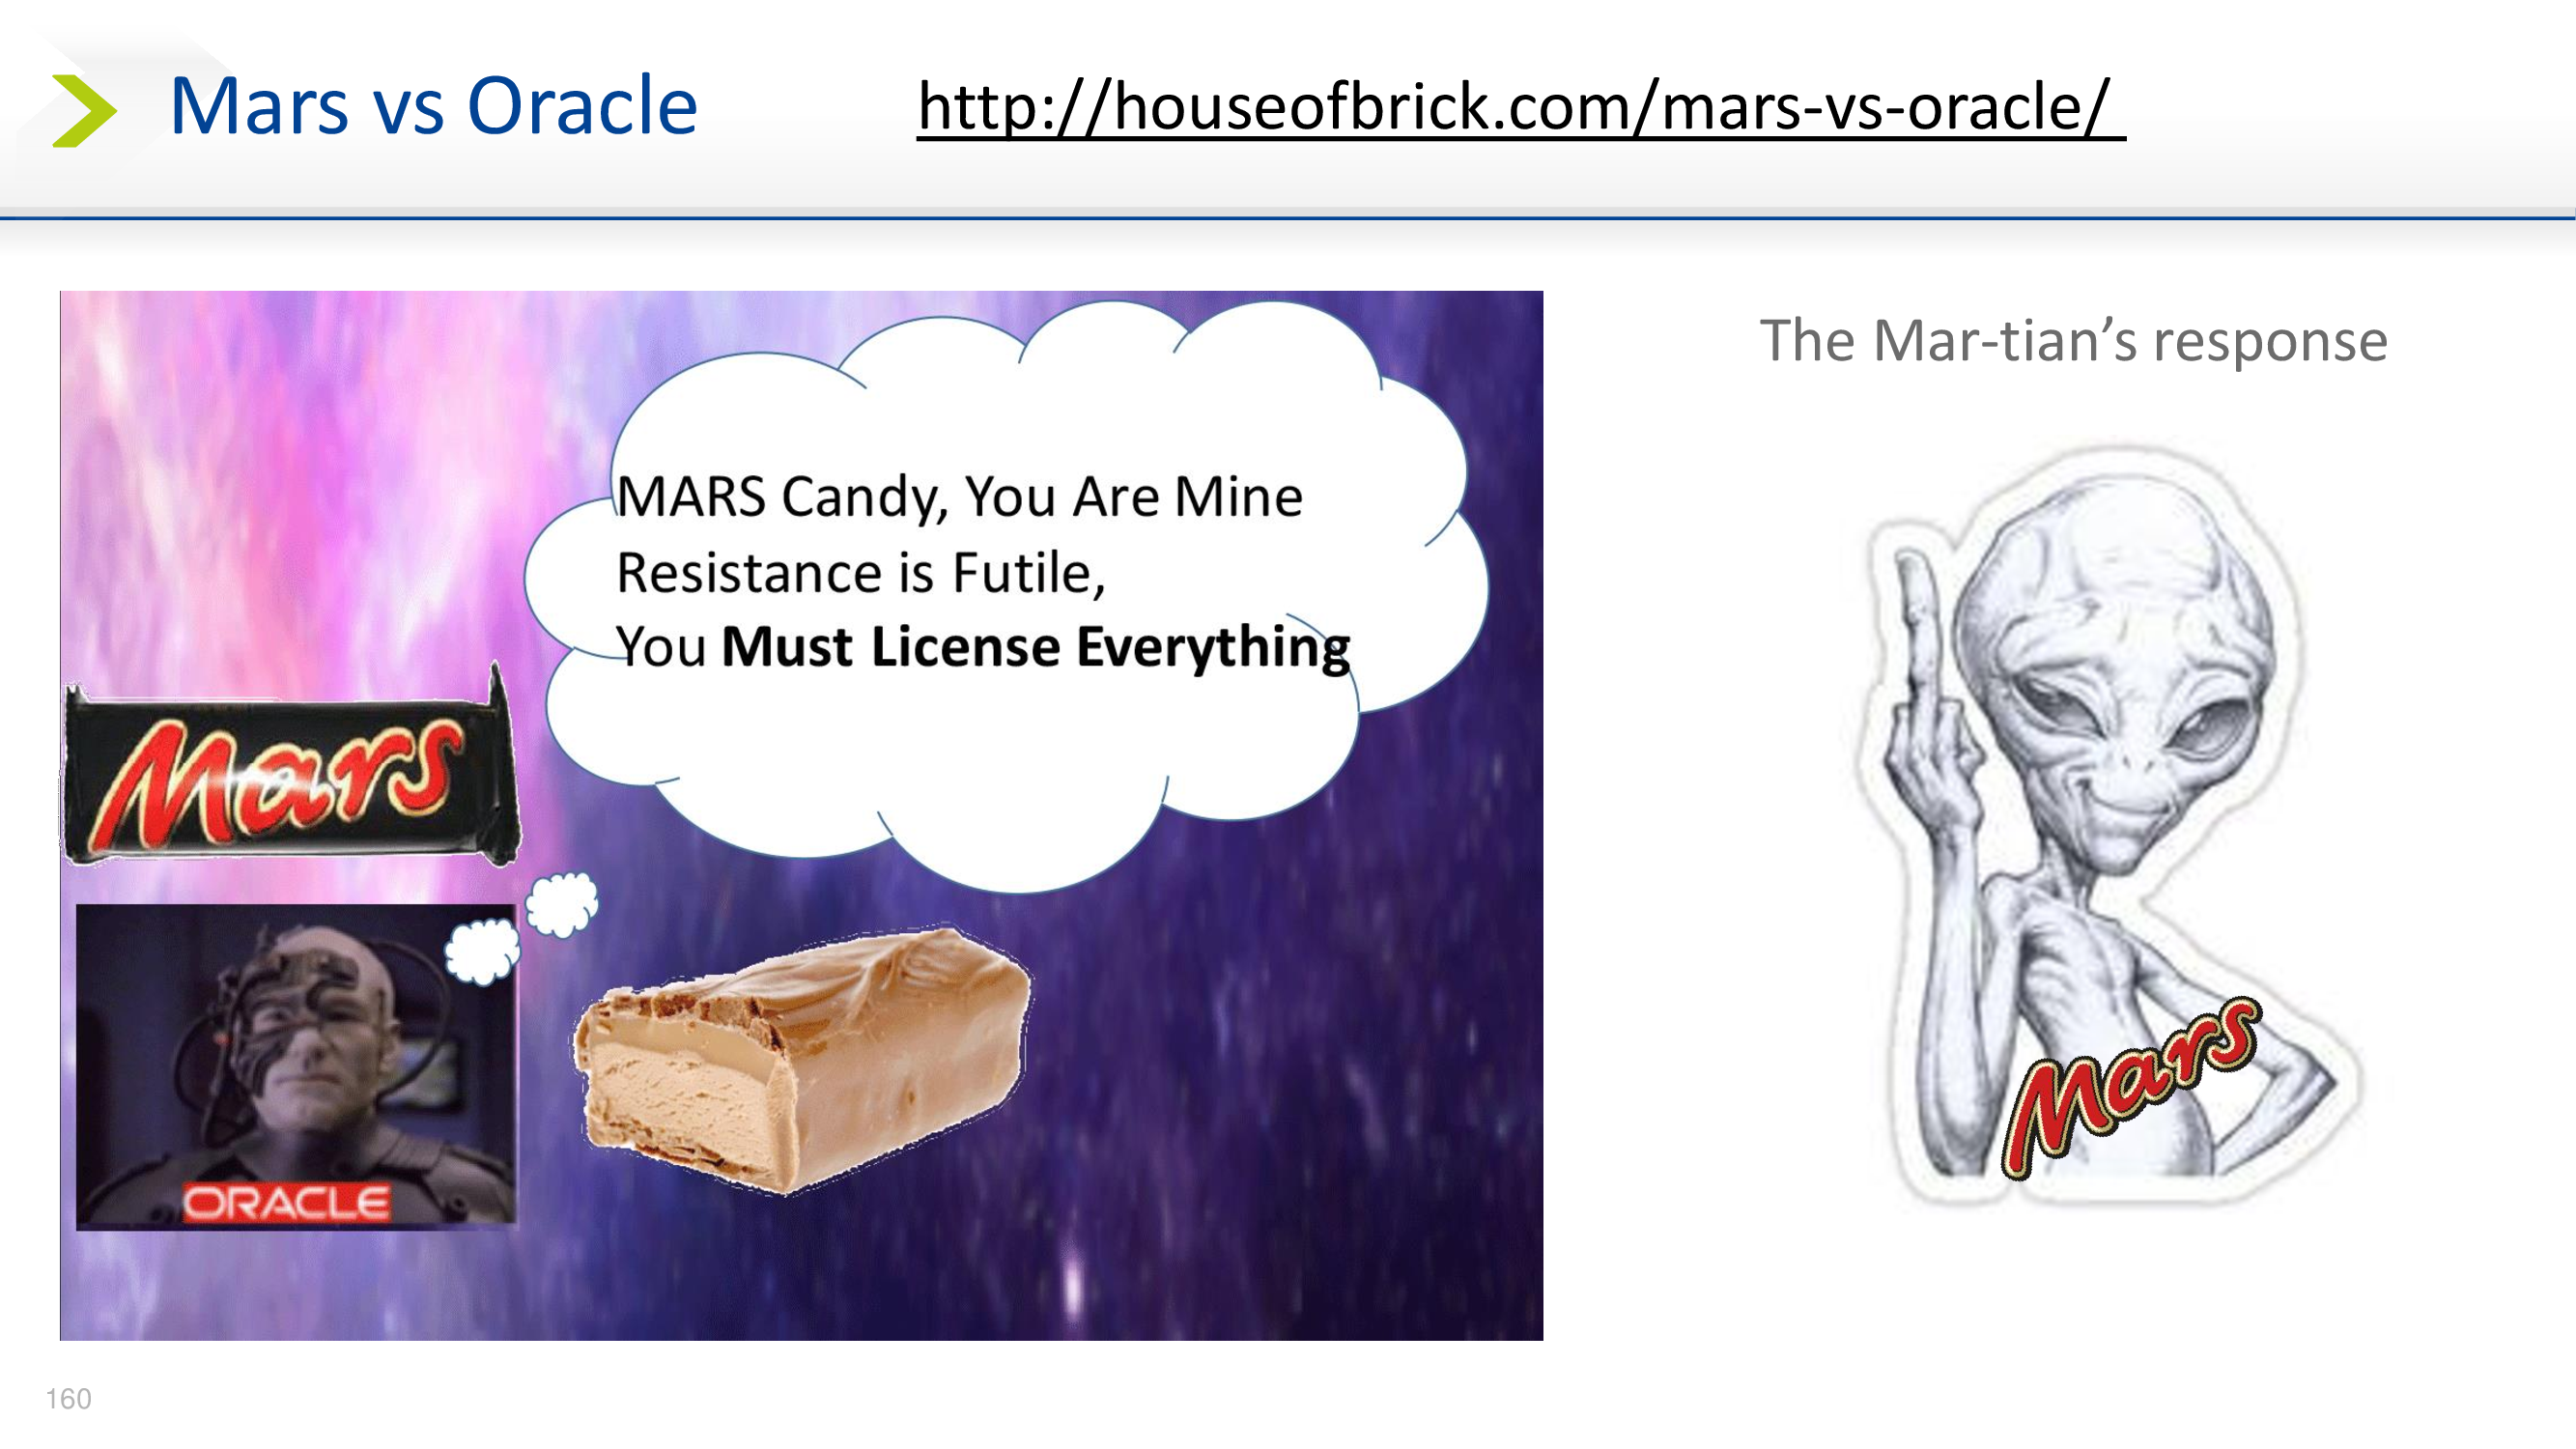 Mars vs Oracle
http://houseofbrick.com/mars-vs-oracle/
MARS Candy, You Are Mine
Resistance is Futile,
You Must License Everything
Mars
ORACLE
The Mar-tian’s response
Mars
160